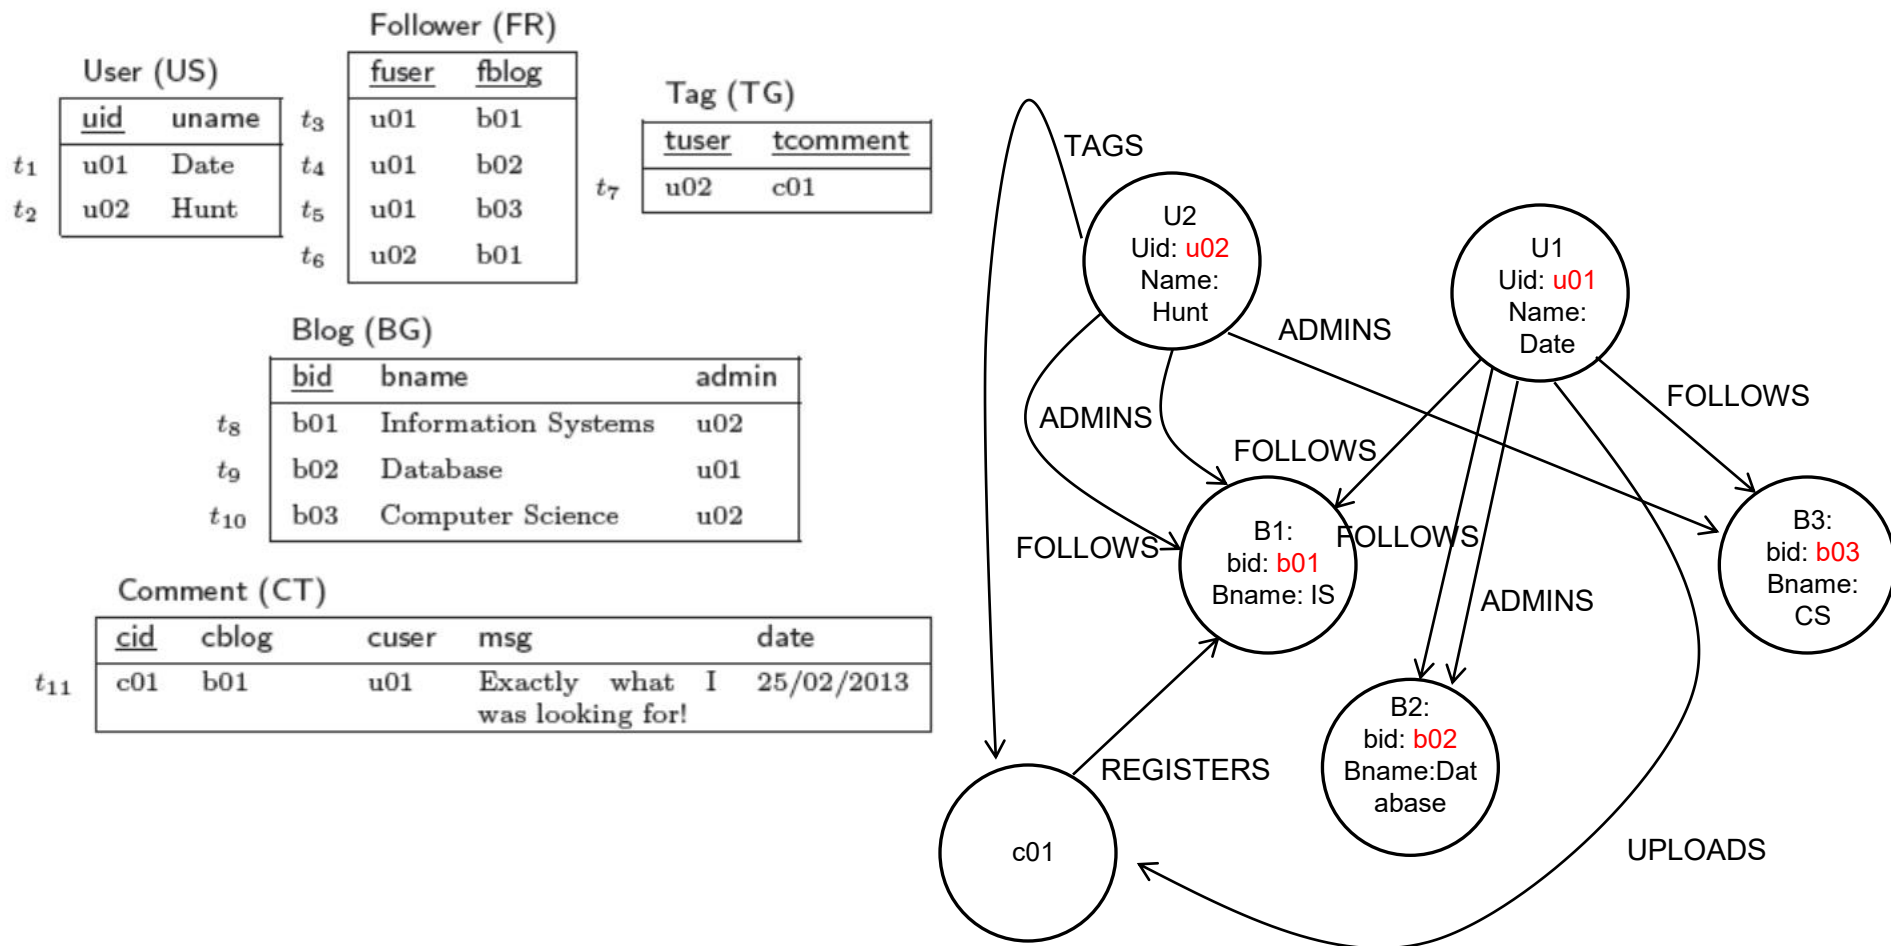 Follower (FR)
fuser fblog
t3 u01 b01
t4 u01 b02
t5 u01 b03
t6 u02 b01
User (US)
uid uname
t1 u01 Date
t2 u02 Hunt
Tag (TG)
tuser tcomment
t7 u02 c01
Blog (BG)
bid bname admin
t8 b01 Information Systems u02
t9 b02 Database u01
t10 b03 Computer Science u02
Comment (CT)
cid cblog cuser msg date
t11 c01 b01 u01 Exactly what I 25/02/2013
was looking for!
TAGS
U2
Uid: u02
Name:
Hunt
U1
Uid: u01
Name:
Date
ADMINS
FOLLOWS
ADMINS
FOLLOWS
FOLLOWS
FOLLOWS
B1:
bid: b01
Bname: IS
B3:
bid: b03
Bname:
CS
ADMINS
B2:
bid: b02
Bname:Dat
abase
REGISTERS
c01
UPLOADS